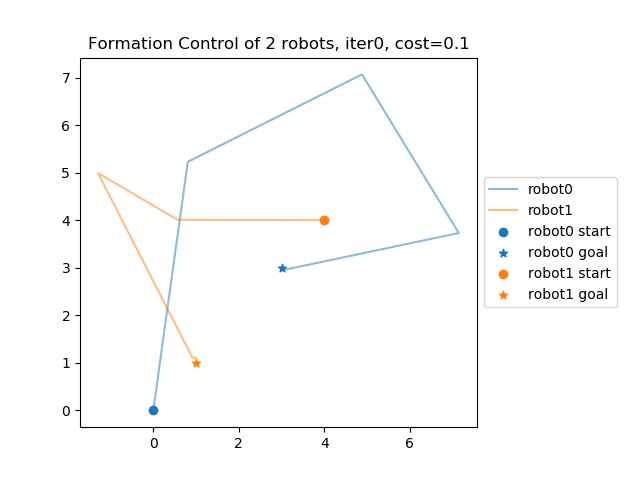 Formation Control of 2 robots, iter0, cost=0.1
7
6
5
4
3
2
1
0
0 2 4 6
robot0
robot1
robot0 start
robot0 goal
robot1 start
robot1 goal